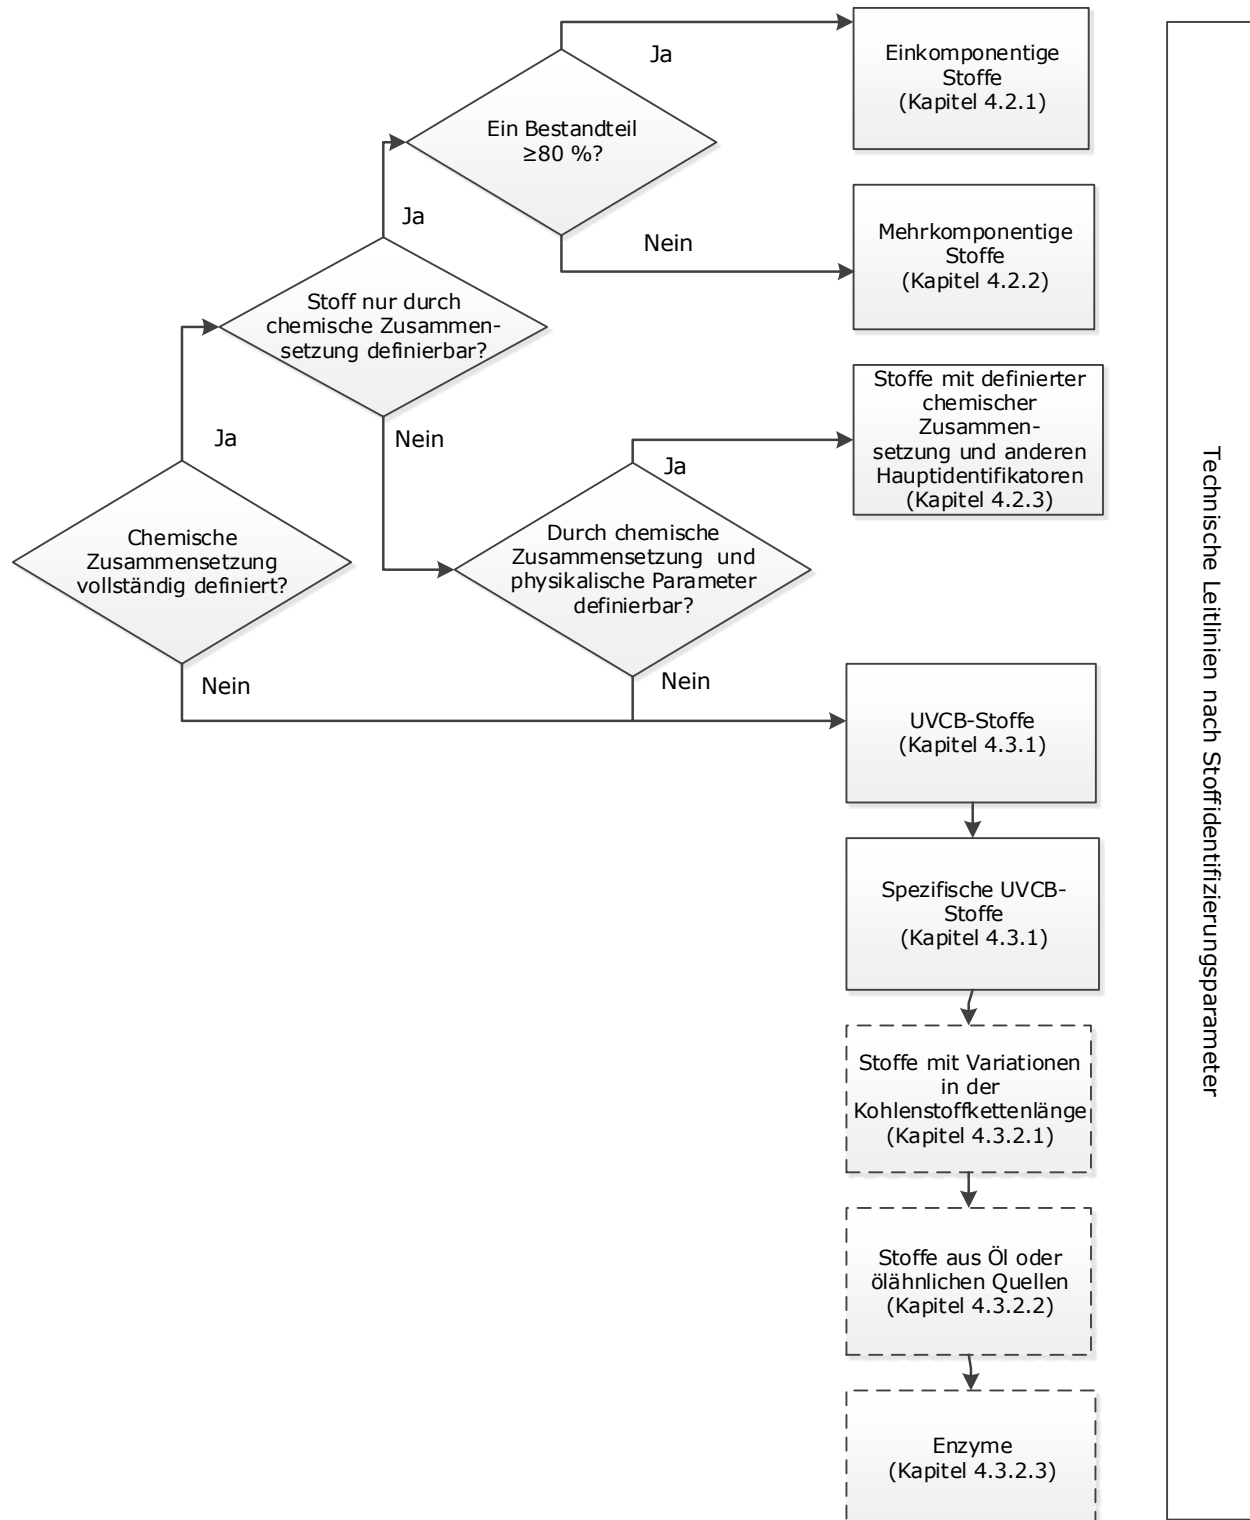 Ja
Einkomponentige
Stoffe
(Kapitel 4.2.1)
Ein Bestandteil
≥80 %?
Ja
Nein
Mehrkomponentige
Stoffe
(Kapitel 4.2.2)
Stoff nur durch
chemische Zusammen-
setzung definierbar?
Stoffe mit definierter
chemischer
Zusammen-
setzung und anderen
Hauptidentifikatoren
(Kapitel 4.2.3)
Ja
Nein
Ja
Chemische
Zusammensetzung
vollständig definiert?
Durch chemische
Zusammensetzung und
physikalische Parameter
definierbar?
Nein
Nein
UVCB-Stoffe
(Kapitel 4.3.1)
Spezifische UVCB-
Stoffe
(Kapitel 4.3.1)
Stoffe mit Variationen
in der
Kohlenstoffkettenlänge
(Kapitel 4.3.2.1)
Stoffe aus Öl oder
ölähnlichen Quellen
(Kapitel 4.3.2.2)
Enzyme
(Kapitel 4.3.2.3)
Technische Leitlinien nach Stoffidentifizierungsparameter